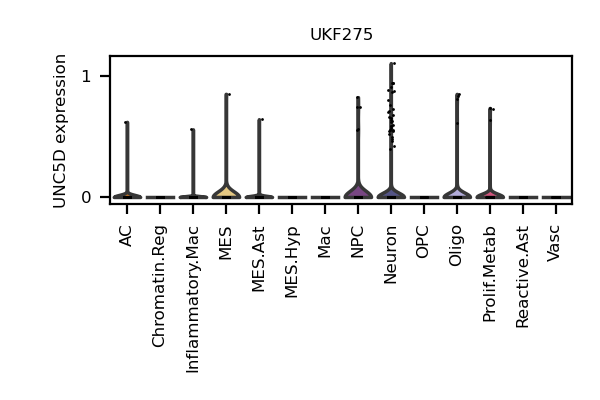 UKF275
UNC5D expression
1
0
AC
Chromatin.Reg
Inflammatory.Mac
MES
MES.Ast
MES.Hyp
Mac
NPC
Neuron
OPC
Oligo
Prolif.Metab
Reactive.Ast
Vasc